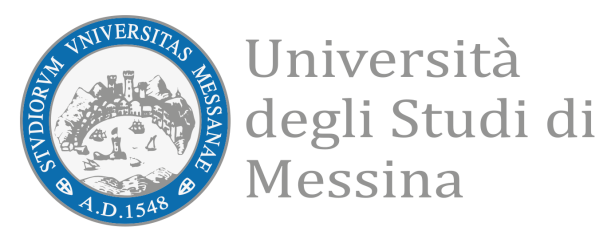 STVDIORVM VNIVERSITAS MESSANAE
A.D.1548
Università
degli Studi di
Messina